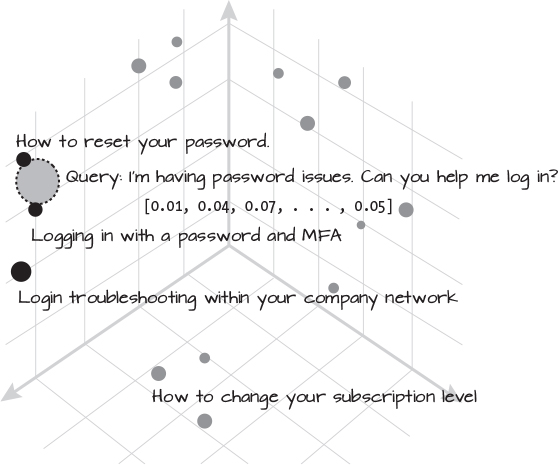 How to reset your password.
Query: I'm having password issues. Can you help me log in?
[0.01, 0.04, 0.07, . . . , 0.05]
Logging in with a password and MFA
Login troubleshooting within your company network
How to change your subscription level